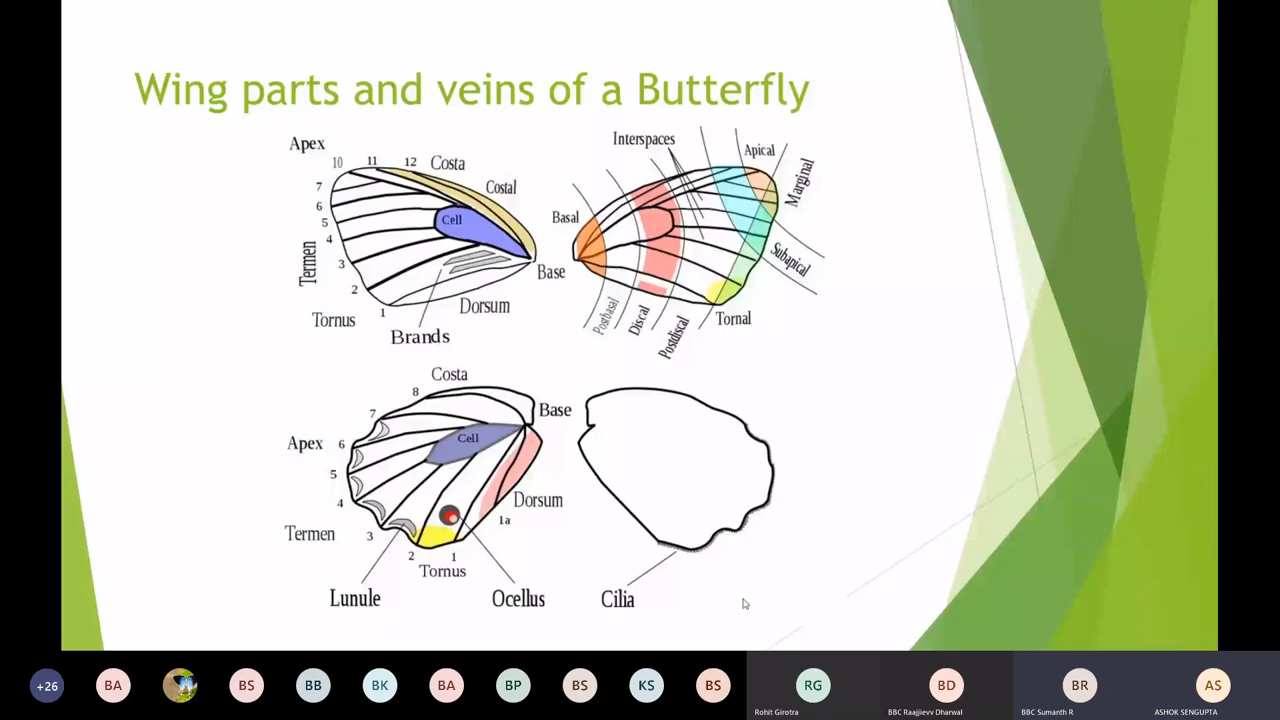 Wing parts and veins of a Butterfly
Apex
10
11
12
Costa
Costal
7
6
5
4
3
2
1
Cell
Termen
Tornus
Base
Dorsum
Brands
Interspaces
Apical
Marginal
Basal
Subapical
Postbasal
Discal
Postdiscal
Tornal
Costa
8
7
Base
Apex
6
Cell
5
4
Dorsum
1a
Termen
3
2
1
Tornus
Lunule
Ocellus
Cilia
+26
BA
BS
BB
BK
BA
BP
BS
KS
BS
RG
BD
BR
AS
Rohit Girotra
BBC Raajjievv Dharwal
BBC Sumanth R
ASHOK SENGUPTA